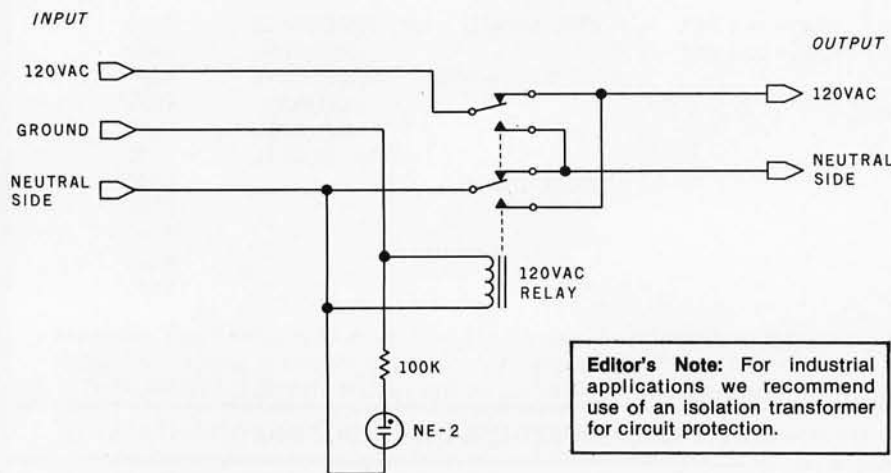 INPUT
OUTPUT
120VAC
120VAC
GROUND
NEUTRAL
SIDE
NEUTRAL
SIDE
120VAC
RELAY
100K
NE-2
Editor's Note: For industrial
applications we recommend
use of an isolation transformer
for circuit protection.